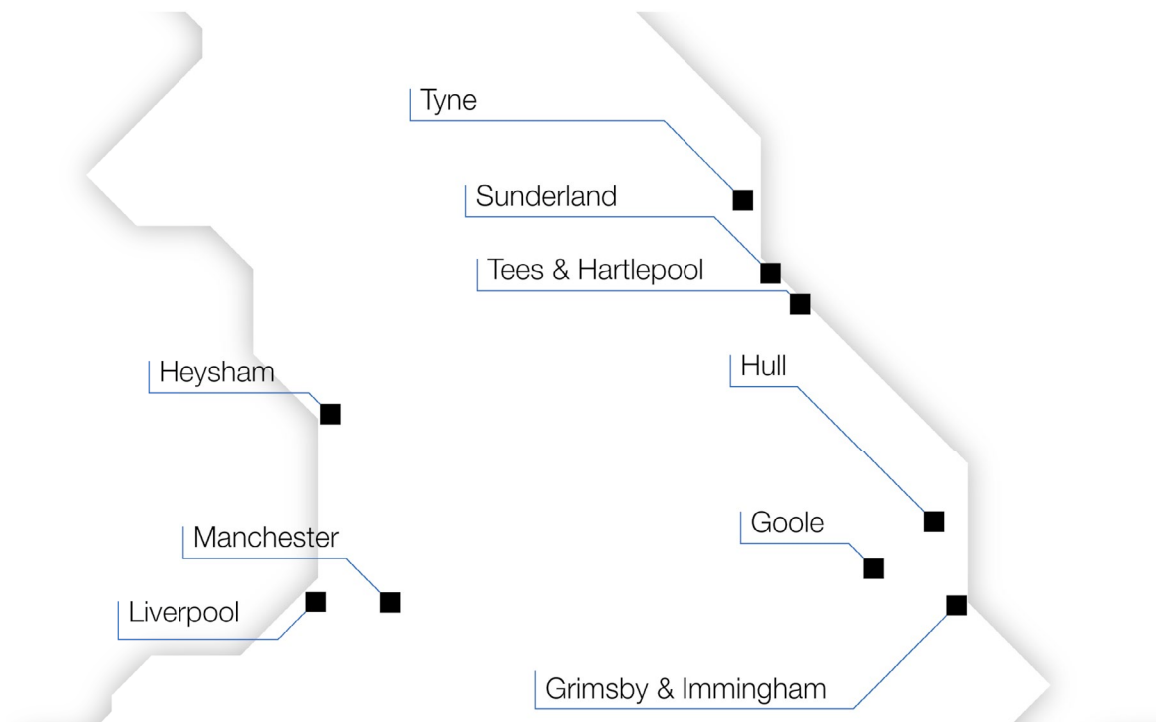 Tyne
Sunderland
Tees & Hartlepool
Hull
Heysham
Goole
Manchester
Liverpool
Grimsby & Immingham